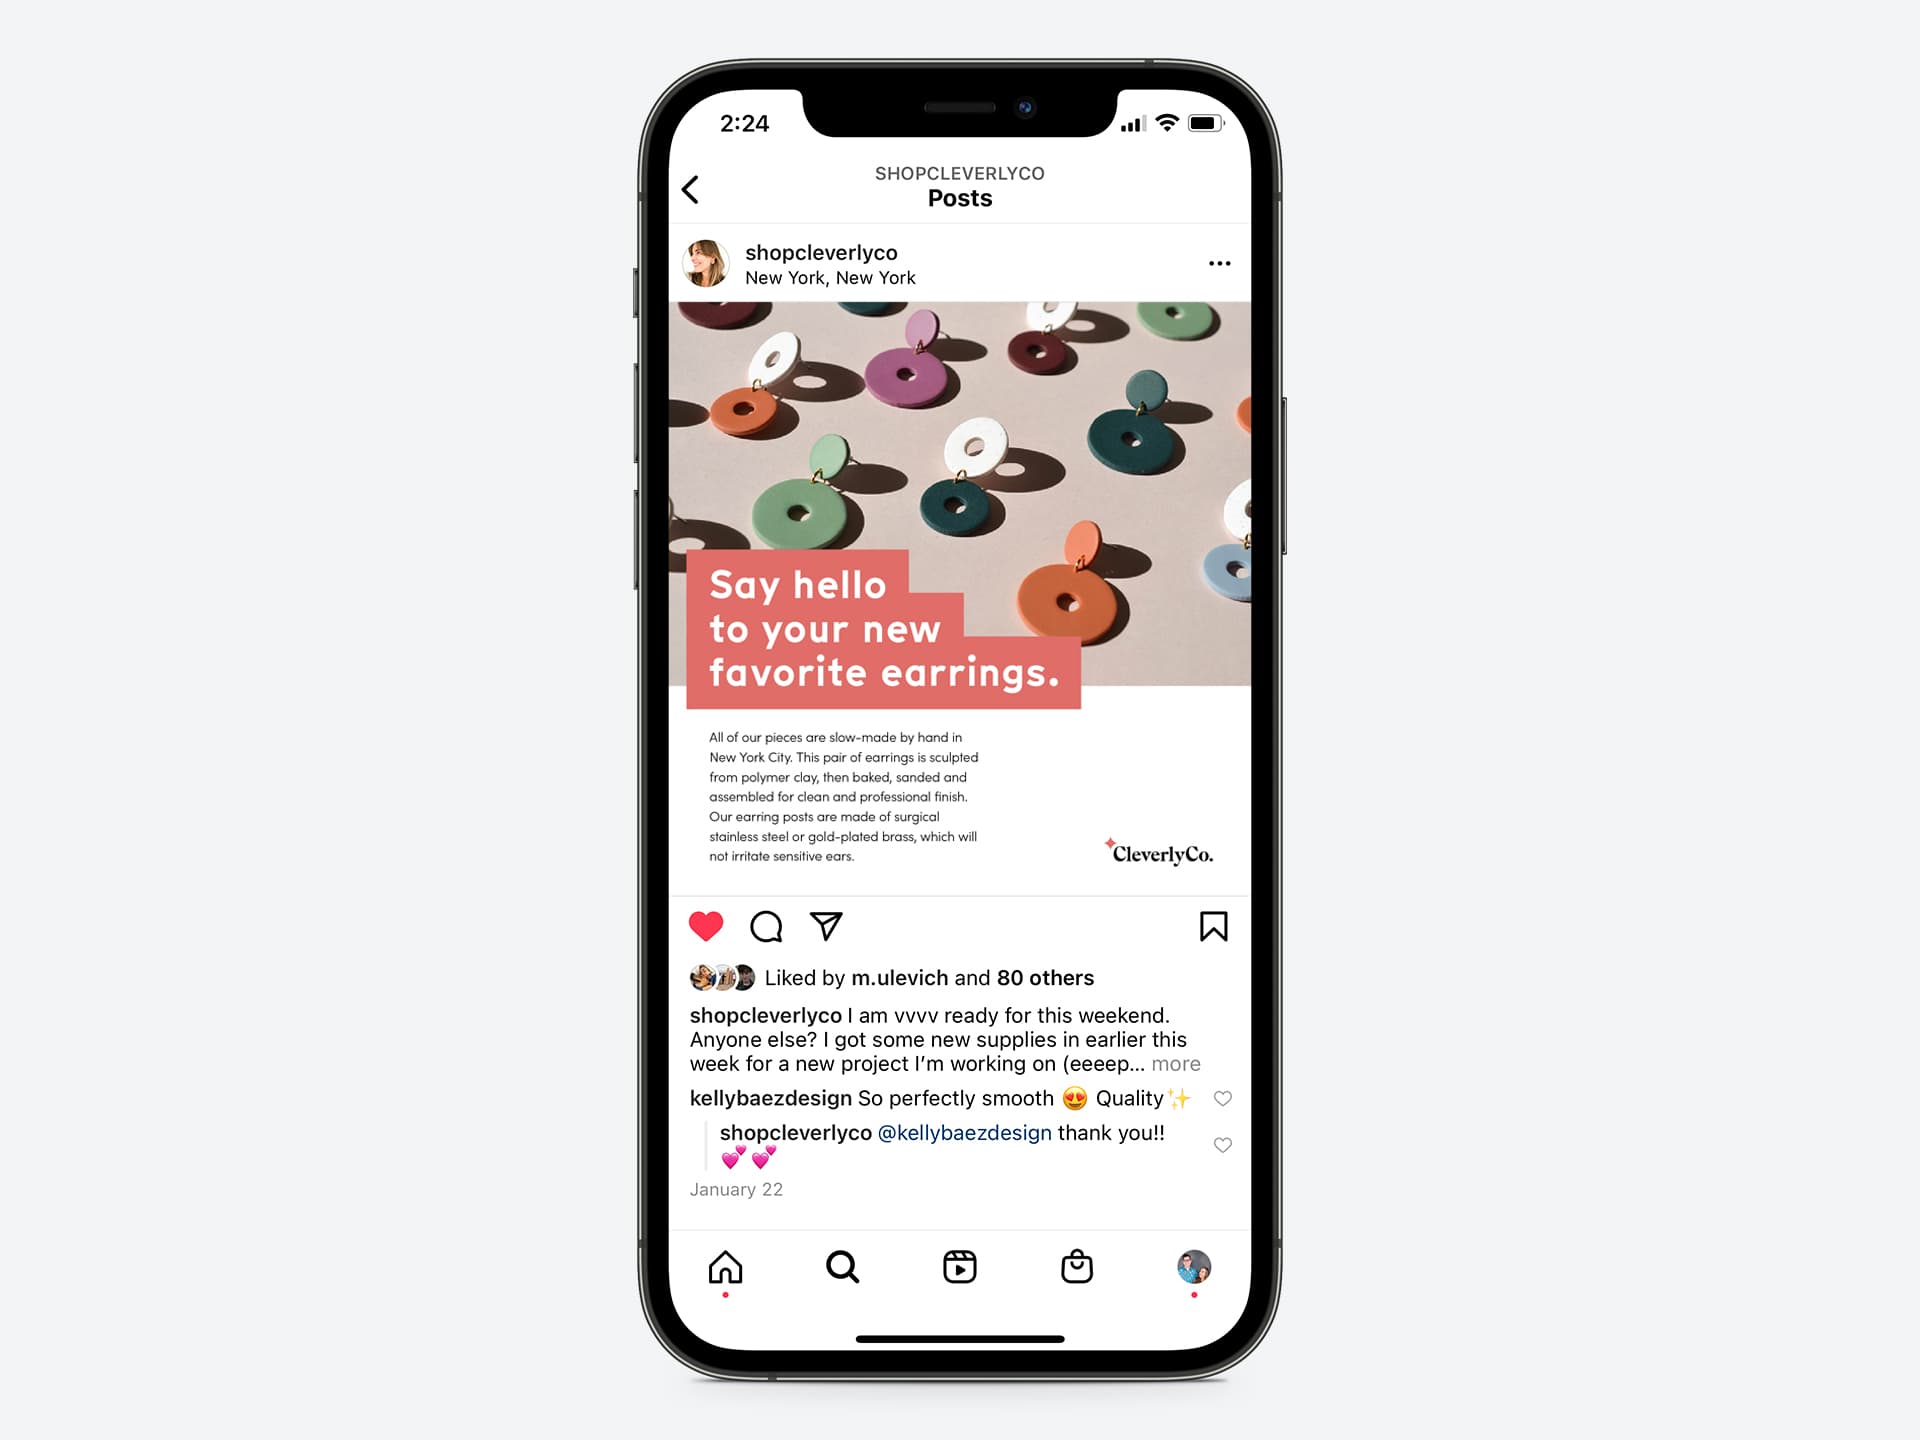 2:24
SHOPCLEVERLYCO
Posts
shopcleverlyco
New York, New York
Say hello
to your new
favorite earrings.
All of our pieces are slow-made by hand in
New York City. This pair of earrings is sculpted
from polymer clay, then baked, sanded and
assembled for clean and professional finish.
Our earring posts are made of surgical
stainless steel or gold-plated brass, which will
not irritate sensitive ears.
CleverlyCo.
Liked by m.ulevich and 80 others
shopcleverlyco I am vvvv ready for this weekend.
Anyone else? I got some new supplies in earlier this
week for a new project I’m working on (eeeep... more
kellybaezdesign So perfectly smooth 😍 Quality✨
shopcleverlyco @kellybaezdesign thank you!!
💕 💕
January 22